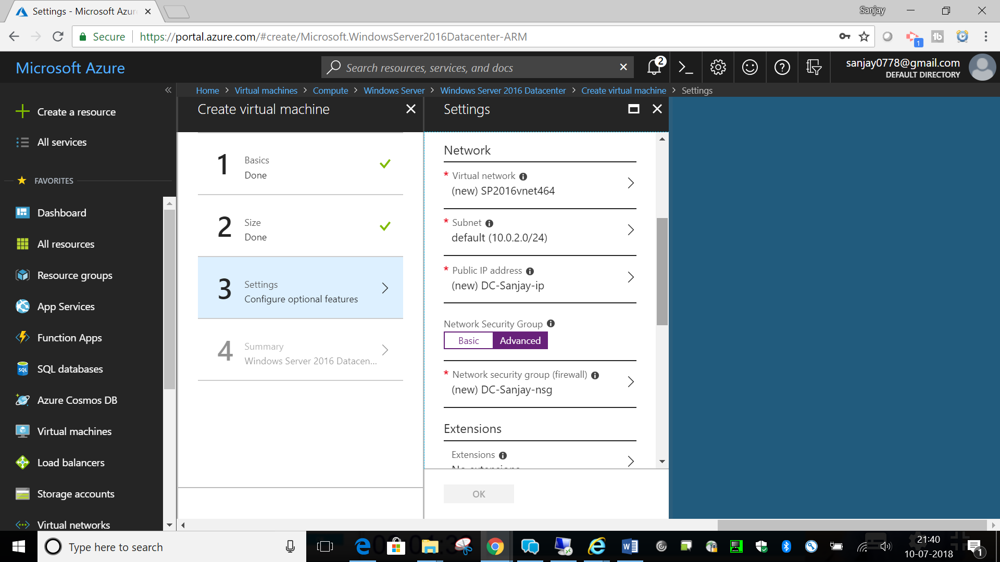 Settings - Microsoft Azur
Sanjay
Secure
https://portal.azure.com/#create/Microsoft.WindowsServer2016Datacenter-ARM
1
Microsoft Azure
Search resources, services, and docs
2
sanjay0778@gmail.com
DEFAULT DIRECTORY
Home > Virtual machines > Compute > Windows Server > Windows Server 2016 Datacenter > Create virtual machine > Settings
Create a resource
All services
FAVORITES
Dashboard
All resources
Resource groups
App Services
Function Apps
SQL
SQL databases
Azure Cosmos DB
Virtual machines
Load balancers
Storage accounts
Virtual networks
Create virtual machine
1
Basics
Done
2
Size
Done
3
Settings
Configure optional features
4
Summary
Windows Server 2016 Datacen...
Settings
Network
* Virtual network
(new) SP2016vnet464
* Subnet
default (10.0.2.0/24)
* Public IP address
(new) DC-Sanjay-ip
Network Security Group
Basic
Advanced
* Network security group (firewall)
(new) DC-Sanjay-nsg
Extensions
Extensions
No extensions
OK
Type here to search
21:40
10-07-2018
1